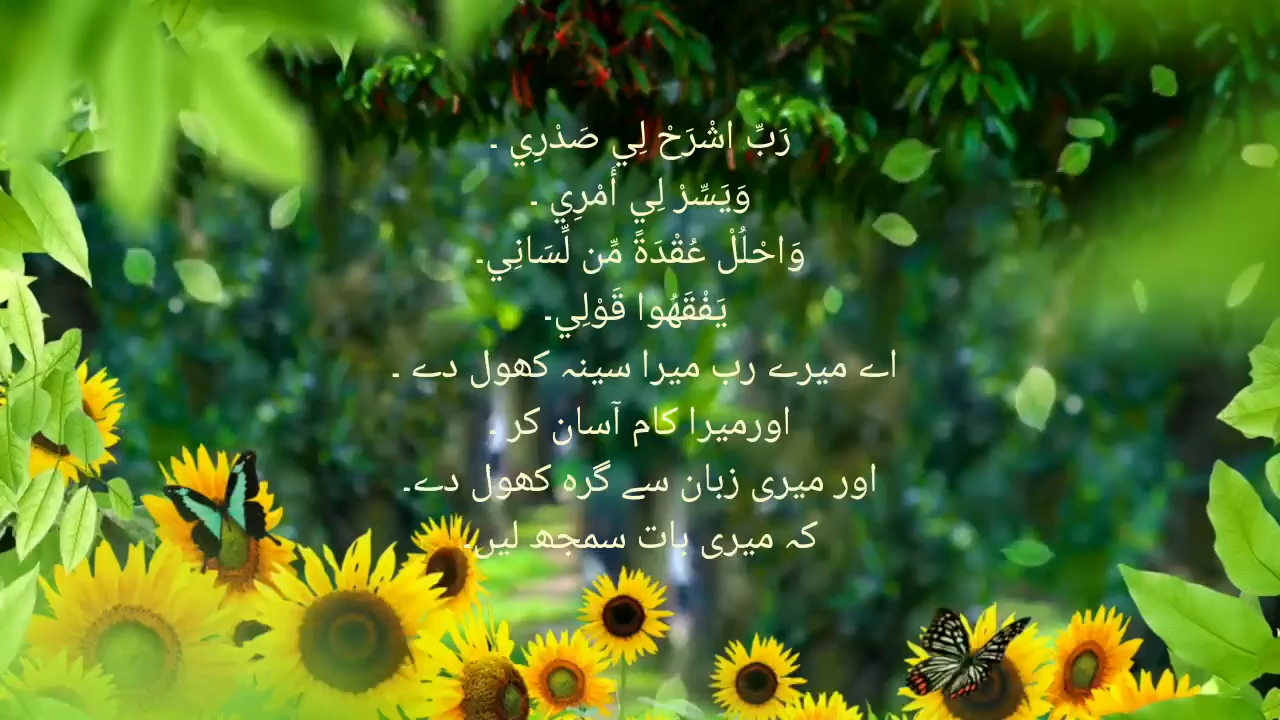 رَبِّ اشْرَحْ لِي صَدْرِي ۔
وَيَسِّرْ لِي أَمْرِي ۔
وَاحْلُلْ عُقْدَةً مِّن لِّسَانِي۔
يَفْقَهُوا قَوْلِي۔
اے میرے رب میرا سینہ کھول دے ۔
اورمیرا کام آسان کر ۔
اور میری زبان سے گرہ کھول دے۔
کہ میری بات سمجھ لیں۔